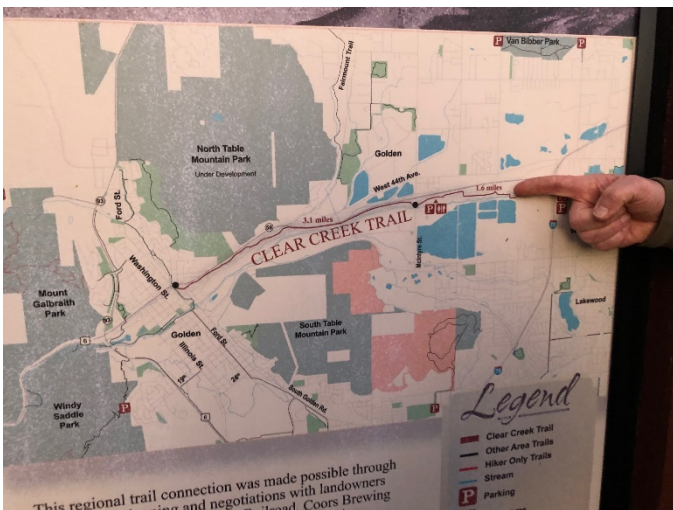 Van Bibber Park
P
P
Fairmount Trail
North Table
Mountain Park
Under Development
Golden
93
Ford St.
West 44th Ave.
58
3.1 miles
1.6 miles
CLEAR CREEK TRAIL
P
P
McIntyre St.
Washington St.
Mount
Galbraith
Park
93
Golden
6
Ford St.
Illinois St.
South Table
Mountain Park
Lakewood
19th
24th
South Golden Rd.
Windy
Saddle
Park
P
6
P
Legend
Clear Creek Trail
Other Area Trails
Hiker Only Trails
Stream
P Parking
This regional trail connection was made possible through
and negotiations with landowners
Coors Brewing